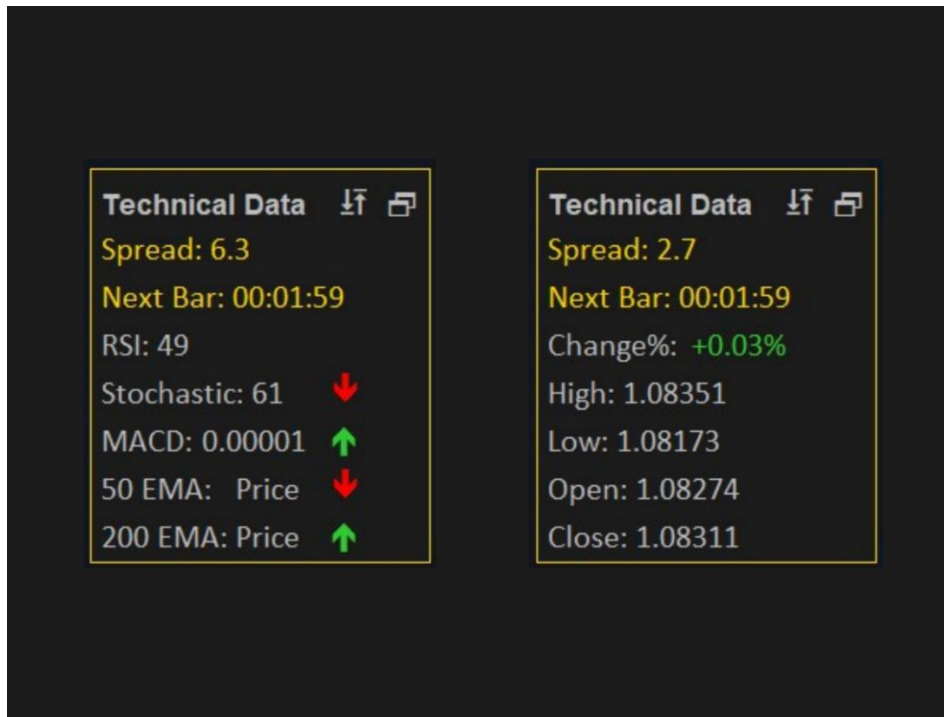 Technical Data
Spread: 6.3
Next Bar: 00:01:59
RSI: 49
Stochastic: 61
MACD: 0.00001
50 EMA: Price
200 EMA: Price
Technical Data
Spread: 2.7
Next Bar: 00:01:59
Change%: +0.03%
High: 1.08351
Low: 1.08173
Open: 1.08274
Close: 1.08311